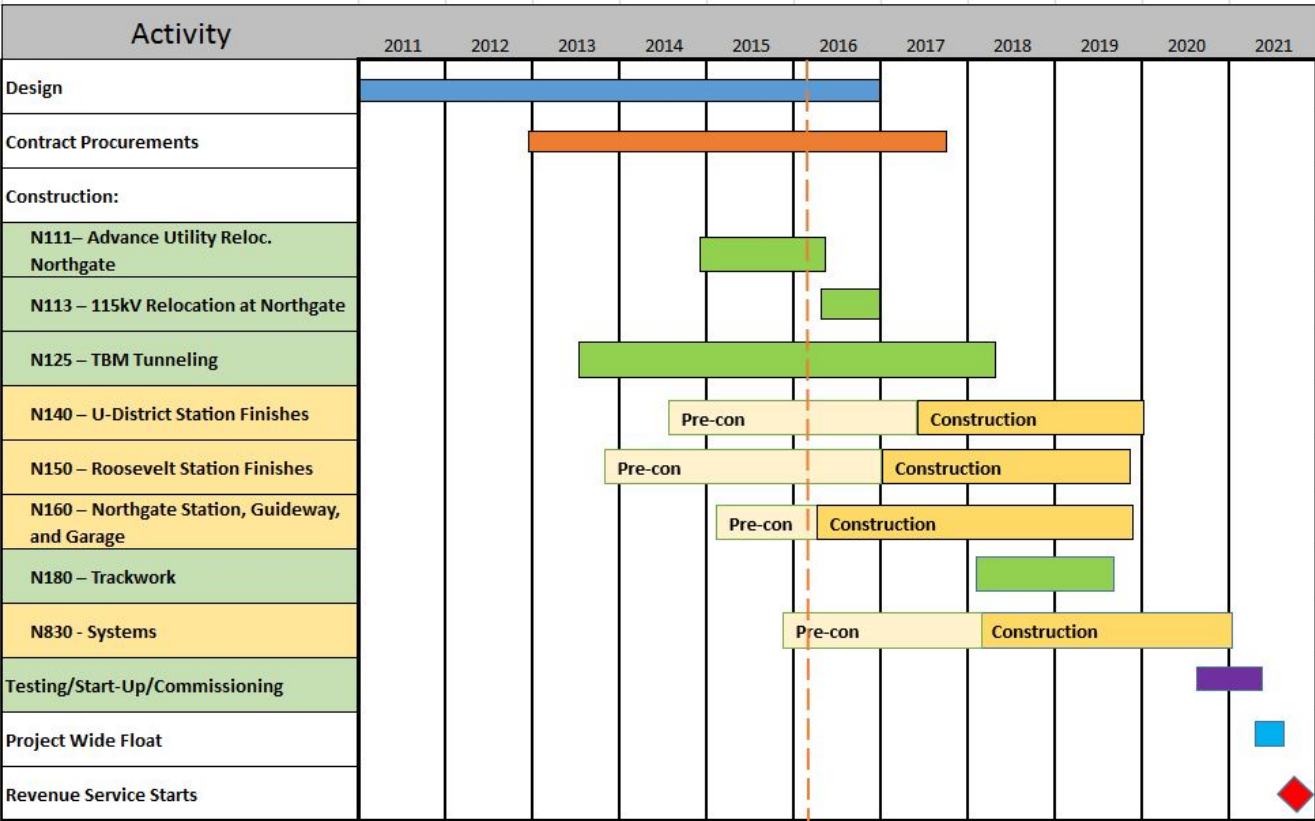 Activity
2011 2012 2013 2014 2015 2016 2017 2018 2019 2020 2021
Design
Contract Procurements
Construction:
N111– Advance Utility Reloc.
Northgate
N113 – 115kV Relocation at Northgate
N125 – TBM Tunneling
N140 – U-District Station Finishes
Pre-con Construction
N150 – Roosevelt Station Finishes
Pre-con Construction
N160 – Northgate Station, Guideway,
and Garage
Pre-con Construction
N180 – Trackwork
N830 - Systems
Pre-con Construction
Testing/Start-Up/Commissioning
Project Wide Float
Revenue Service Starts